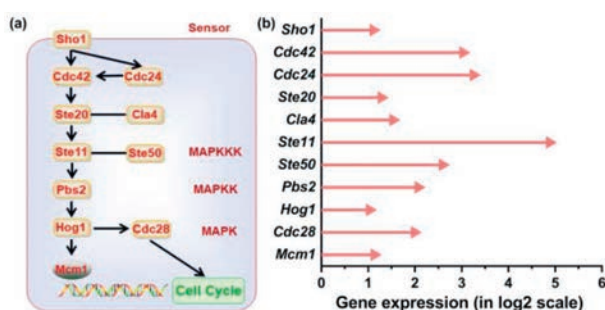 (a)
Sensor
Sho1
Cdc42
Cdc24
Ste20
Cla4
Ste11
Ste50
MAPKKK
Pbs2
MAPKK
Hog1
Cdc28
MAPK
Mcm1
Cell Cycle
(b)
Sho1
Cdc42
Cdc24
Ste20
Cla4
Ste11
Ste50
Pbs2
Hog1
Cdc28
Mcm1
0 1 2 3 4 5 6
Gene expression (in log2 scale)